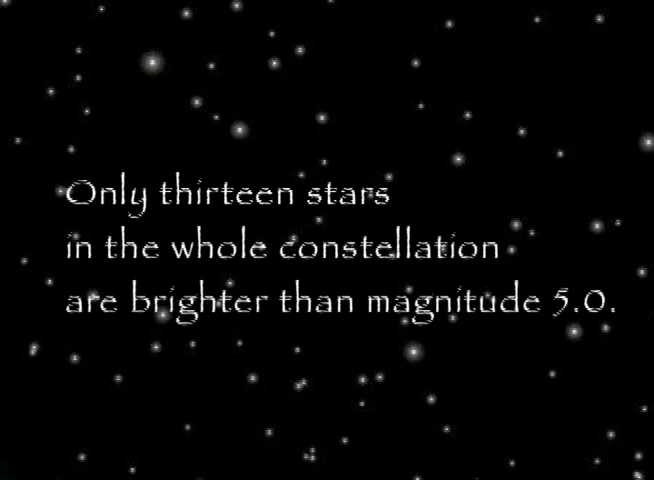 Only thirteen stars
in the whole constellation
are brighter than magnitude 5.0.